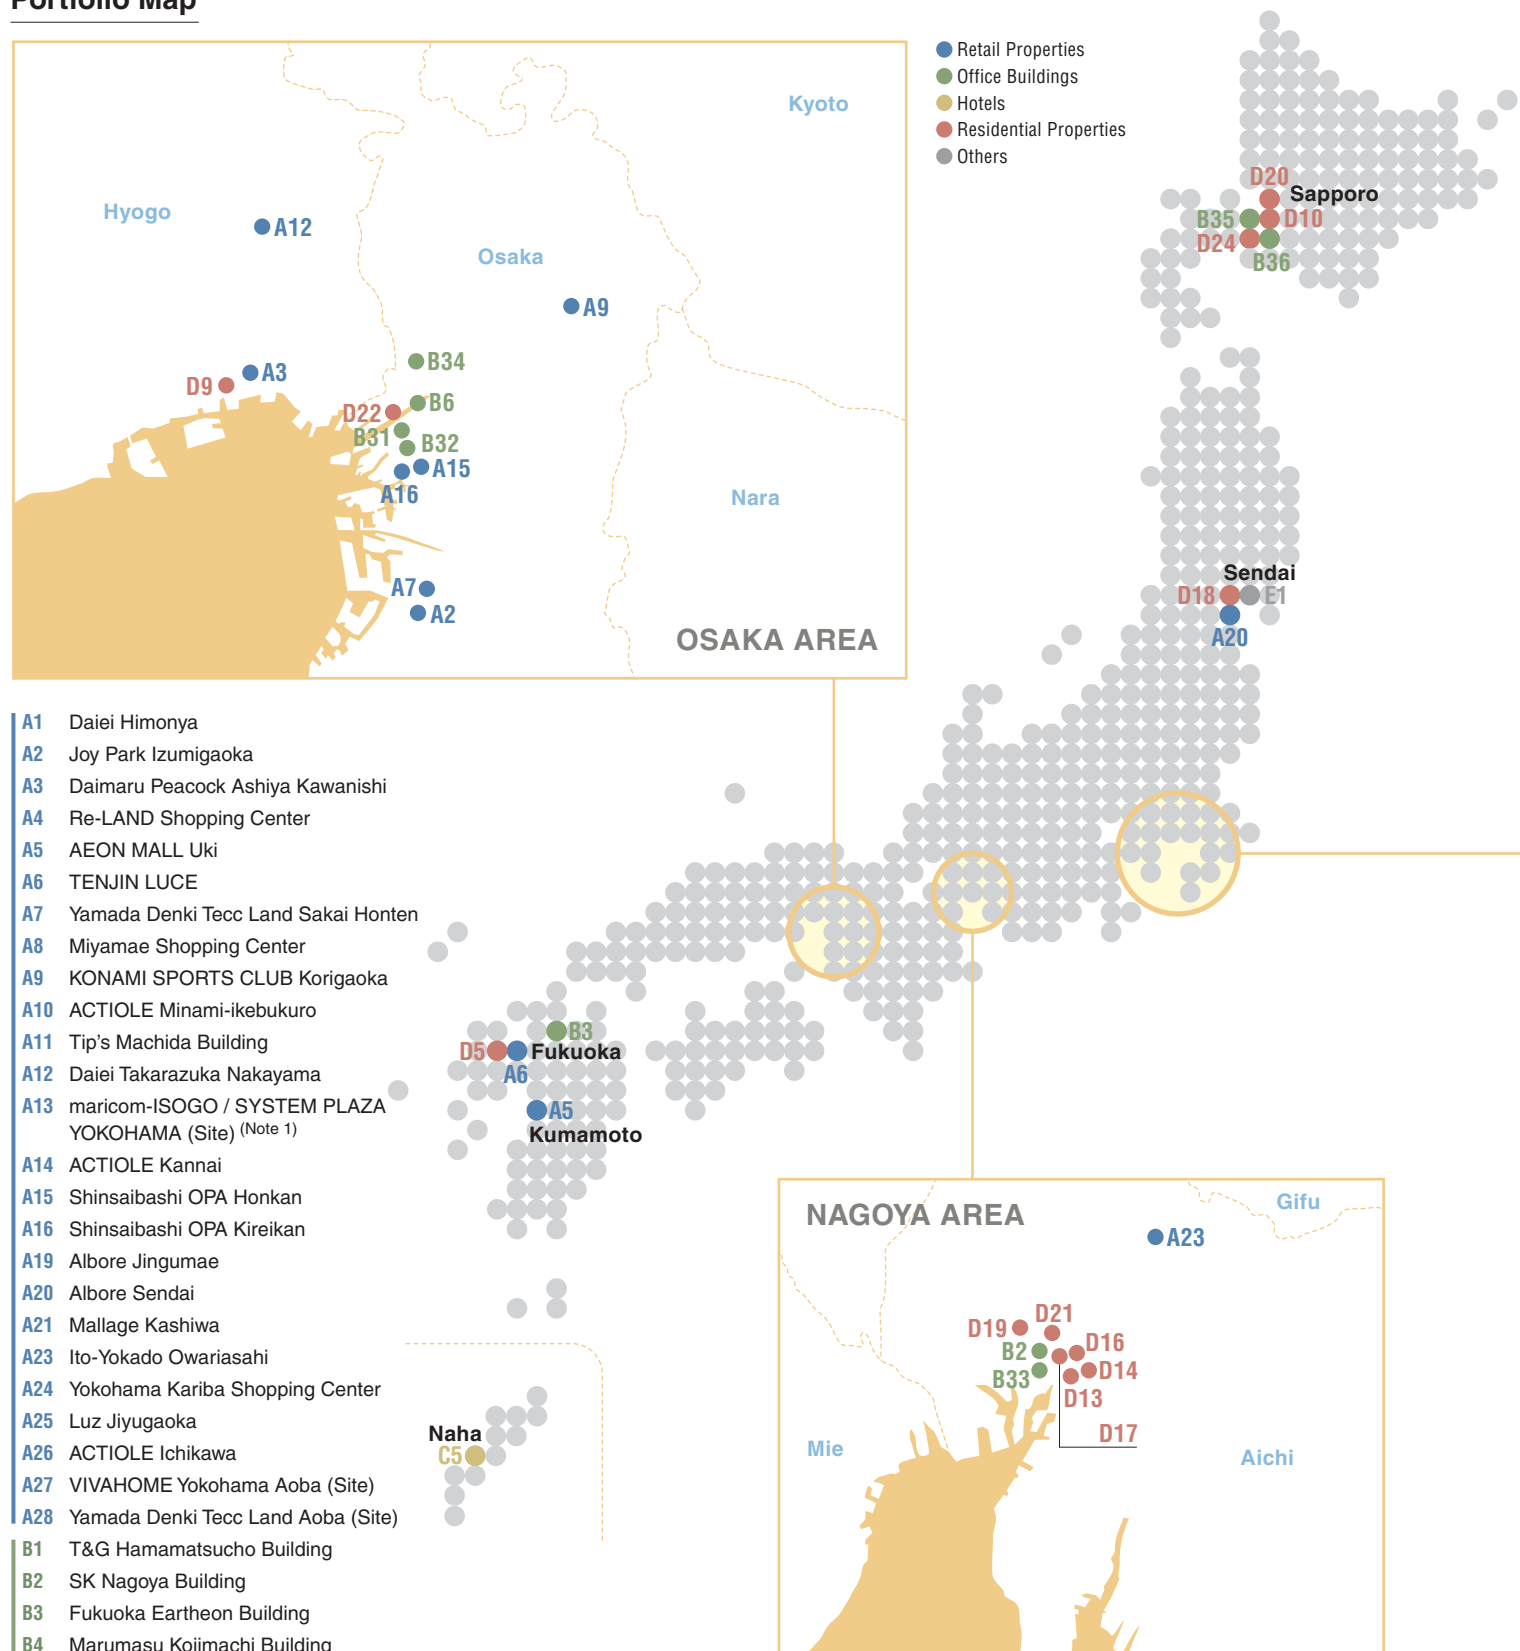 Portfolio Map
Retail Properties
Office Buildings
Hotels
Residential Properties
Others
Kyoto
Hyogo
A12
Osaka
A9
B34
A3
D9
B6
D22
B31
B32
A15
A16
Nara
A7
A2
OSAKA AREA
D20
Sapporo
B35
D10
D24
B36
Sendai
D18
E1
A20
A1 Daiei Himonya
A2 Joy Park Izumigaoka
A3 Daimaru Peacock Ashiya Kawanishi
A4 Re-LAND Shopping Center
A5 AEON MALL Uki
A6 TENJIN LUCE
A7 Yamada Denki Tecc Land Sakai Honten
A8 Miyamae Shopping Center
A9 KONAMI SPORTS CLUB Korigaoka
A10 ACTIOLE Minami-ikebukuro
A11 Tip's Machida Building
A12 Daiei Takarazuka Nakayama
A13 maricom-ISOGO / SYSTEM PLAZA
YOKOHAMA (Site) (Note 1)
A14 ACTIOLE Kannai
A15 Shinsaibashi OPA Honkan
A16 Shinsaibashi OPA Kireikan
A19 Albore Jingumae
A20 Albore Sendai
A21 Mallage Kashiwa
A23 Ito-Yokado Owariasahi
A24 Yokohama Kariba Shopping Center
A25 Luz Jiyugaoka
A26 ACTIOLE Ichikawa
A27 VIVAHOME Yokohama Aoba (Site)
A28 Yamada Denki Tecc Land Aoba (Site)
B1 T&G Hamamatsucho Building
B2 SK Nagoya Building
B3 Fukuoka Eartheon Building
B4 Marumasu Kojimachi Building
B3
D5
Fukuoka
A6
A5
Kumamoto
Naha
C5
NAGOYA AREA
Gifu
A23
D21
D19
D16
B2
D14
B33
D13
D17
Mie
Aichi